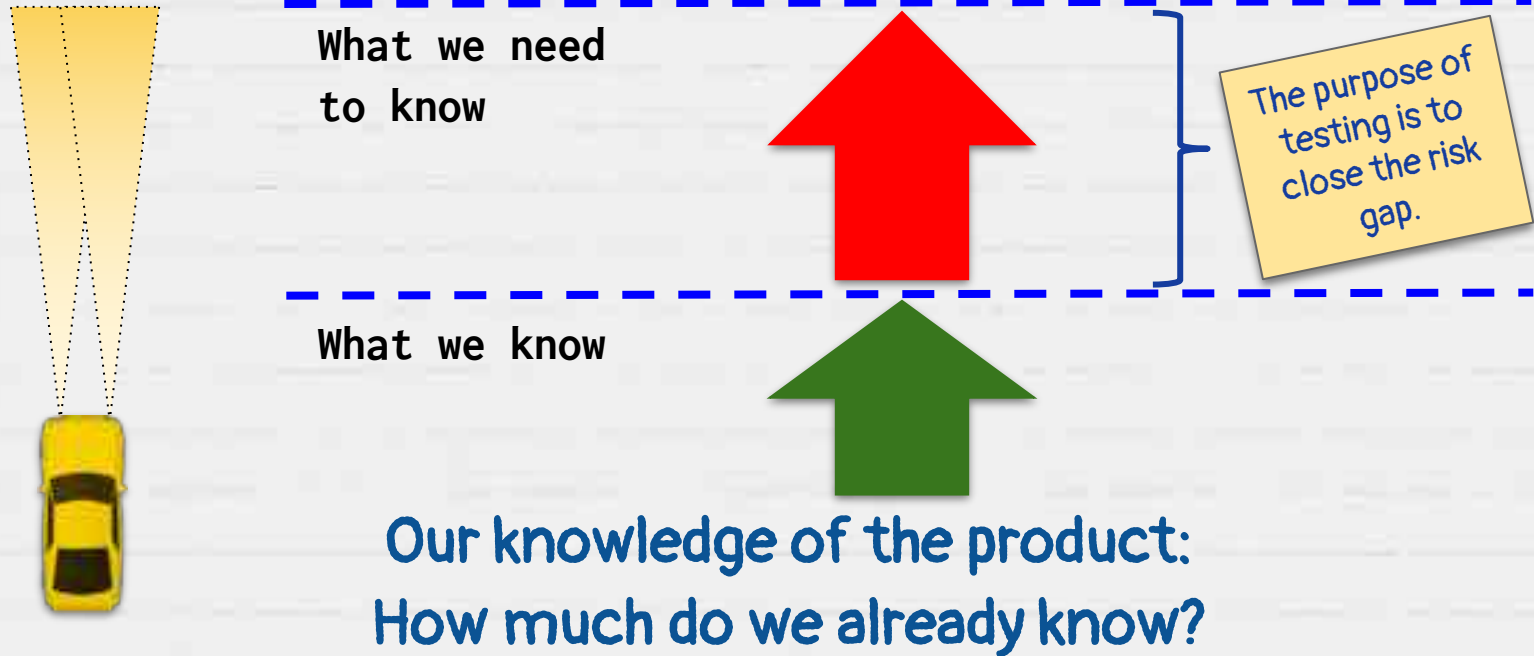 What we need
to know
The purpose of
testing is to
close the risk
gap.
What we know
Our knowledge of the product:
How much do we already know?